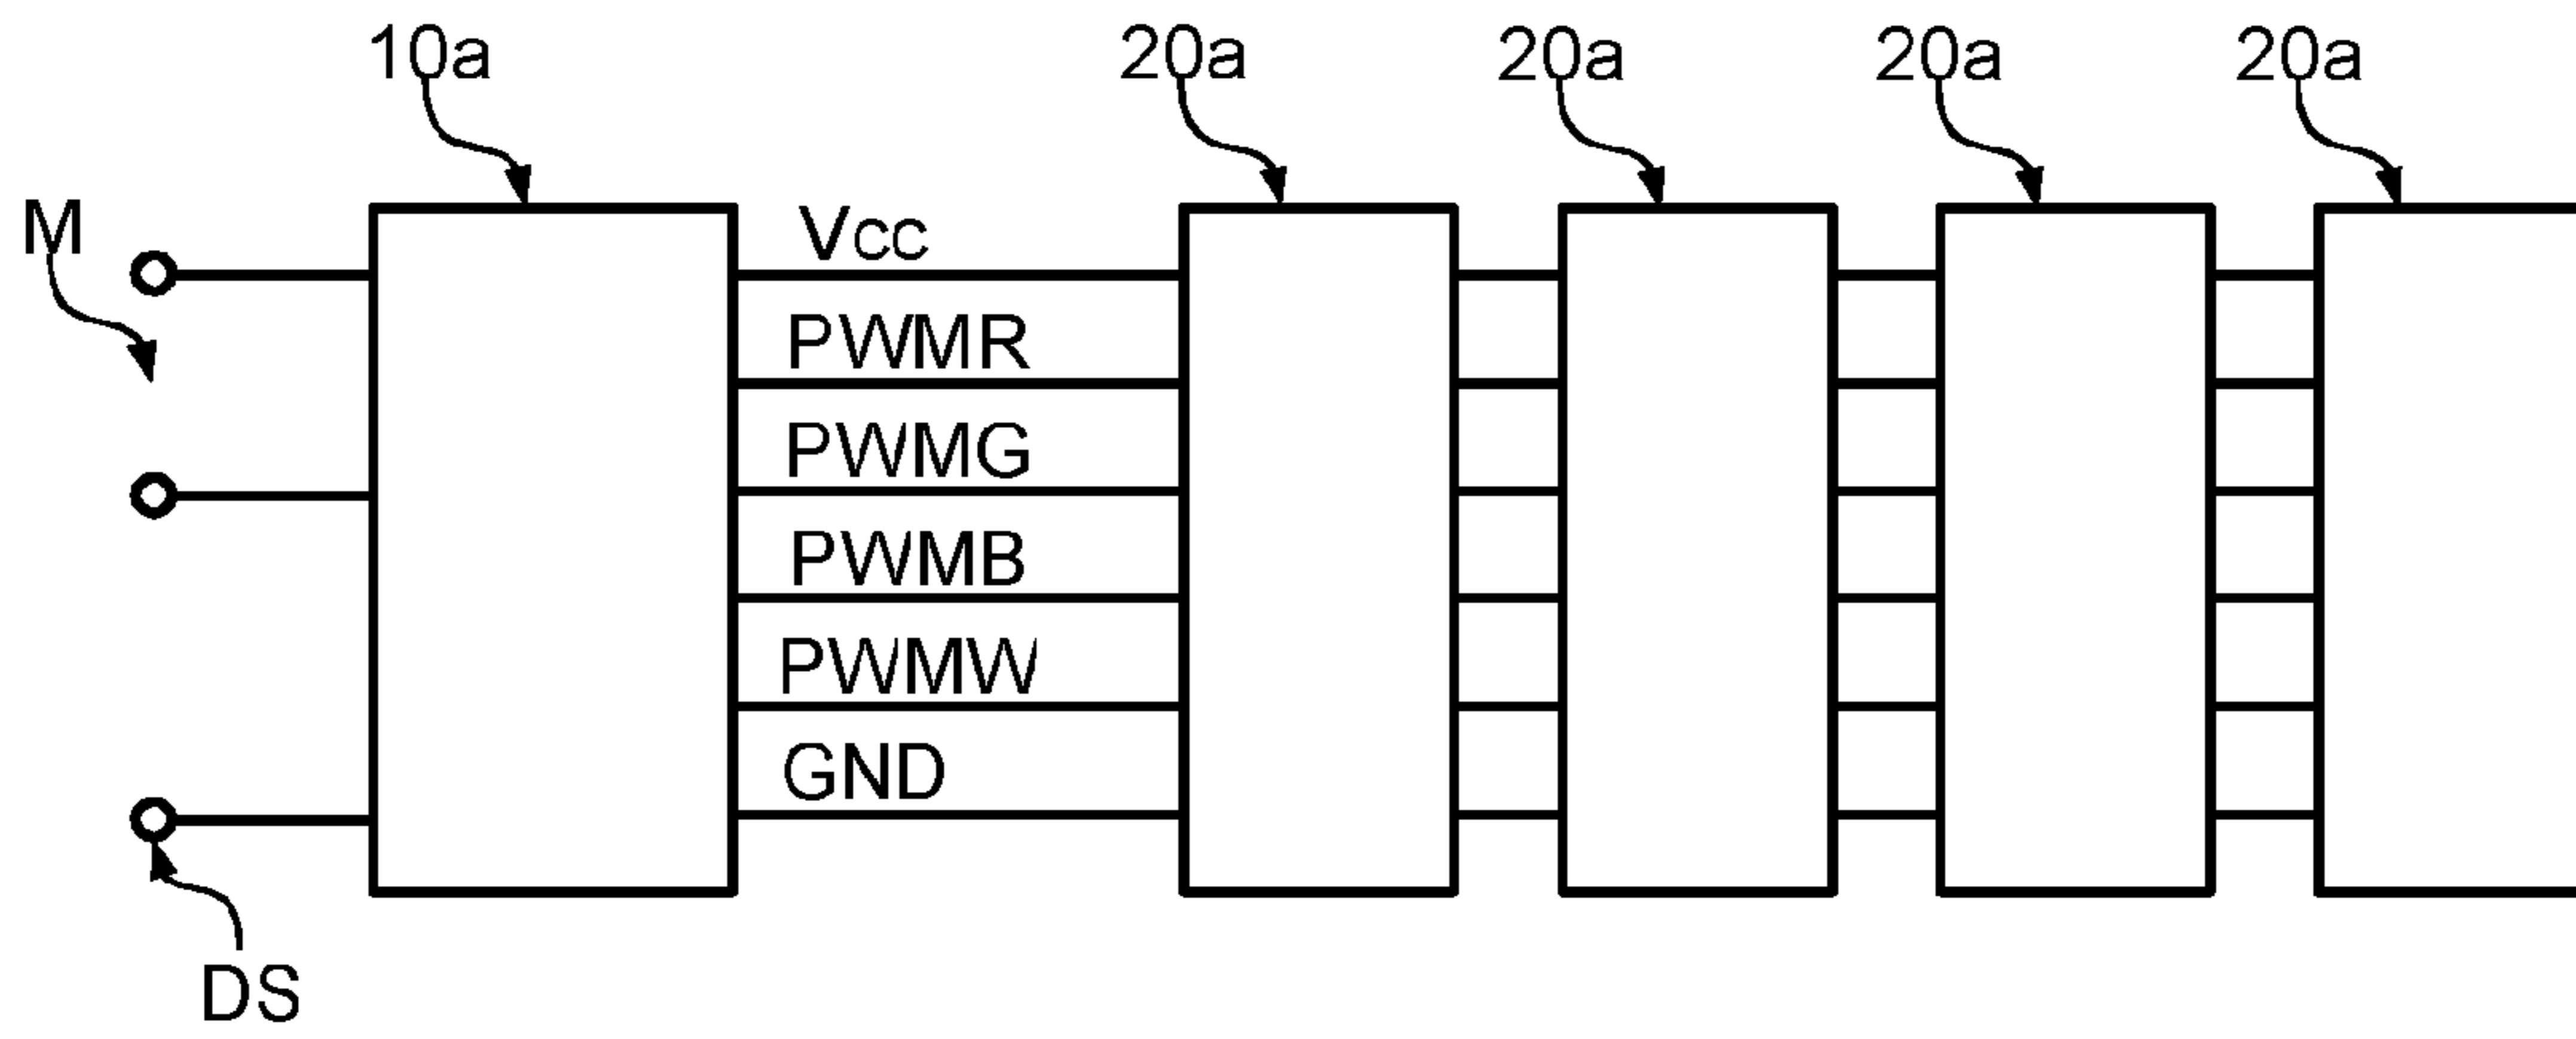 10a 20a 20a 20a 20a
M
Vcc
PWMR
PWMG
PWMB
PWMW
GND
DS